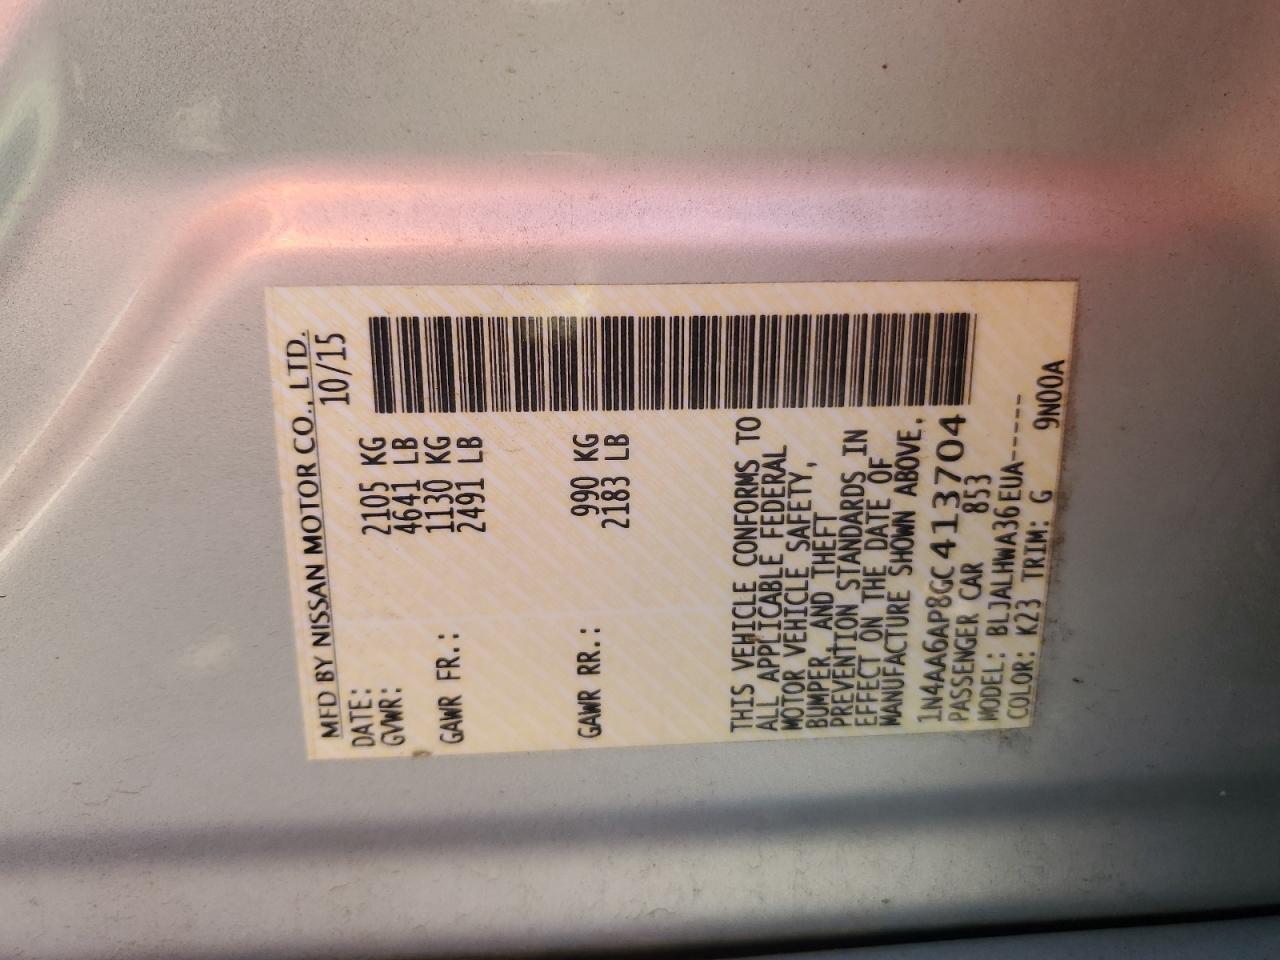 MFD BY NISSAN MOTOR CO., LTD.
DATE: 10/15
GVWR: 2105 KG
4641 LB
GAWR FR.: 1130 KG
2491 LB
GAWR RR.: 990 KG
2183 LB
THIS VEHICLE CONFORMS TO
ALL APPLICABLE FEDERAL
MOTOR VEHICLE SAFETY,
BUMPER, AND THEFT
PREVENTION STANDARDS IN
EFFECT ON THE DATE OF
MANUFACTURE SHOWN ABOVE.
1N4AA6AP8GC413704
PASSENGER CAR 853
MODEL: BLJALHWA36EUA-----
COLOR: K23 TRIM: G 9N00A